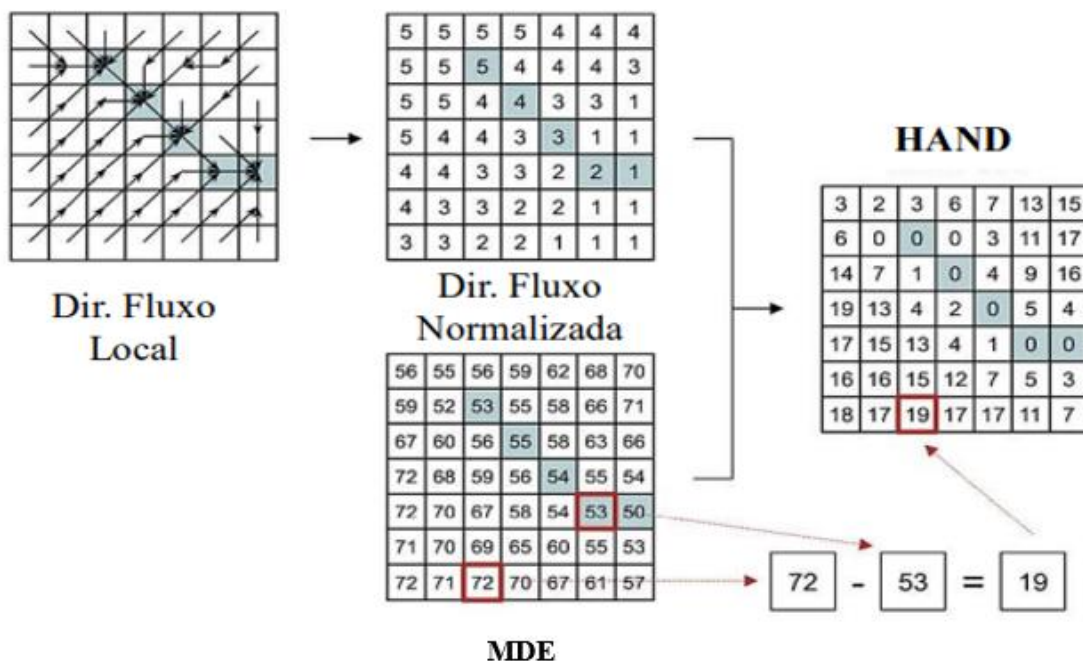 5 5 5 5 4 4 4
5 5 5 4 4 4 3
5 5 4 4 3 3 1
5 4 4 3 3 1 1
4 4 3 3 2 2 1
4 3 3 2 2 1 1
3 3 2 2 1 1 1
Dir. Fluxo
Local
Dir. Fluxo
Normalizada
56 55 56 59 62 68 70
59 52 53 55 58 66 71
67 60 56 55 58 63 66
72 68 59 56 54 55 54
72 70 67 58 54 53 50
71 70 69 65 60 55 53
72 71 72 70 67 61 57
MDE
HAND
3 2 3 6 7 13 15
6 0 0 0 3 11 17
14 7 1 0 4 9 16
19 13 4 2 0 5 4
17 15 13 4 1 0 0
16 16 15 12 7 5 3
18 17 19 17 17 11 7
72 - 53 = 19